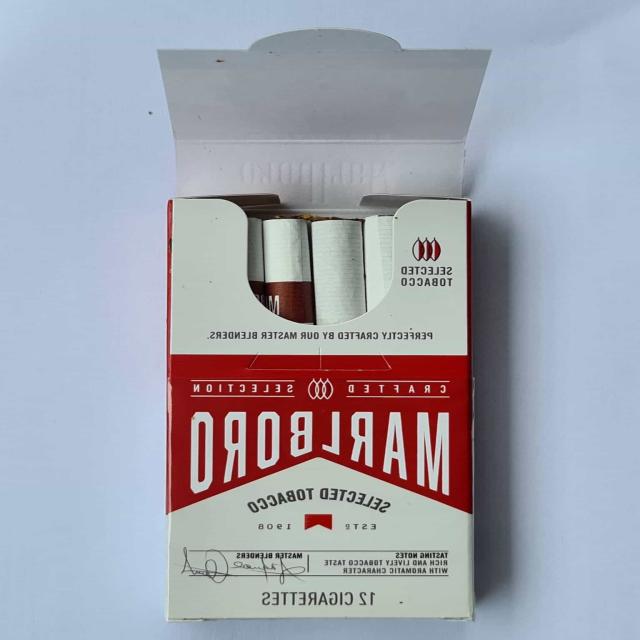 SELECTED
TOBACCO
PERFECTLY CRAFTED BY OUR MASTER BLENDERS.
CRAFTED SELECTION
MARLBORO
SELECTED TOBACCO
ESTD 1908
TASTING NOTES
RICH AND LIVELY TOBACCO TASTE
WITH AROMATIC CHARACTER
MASTER BLENDERS
12 CIGARETTES